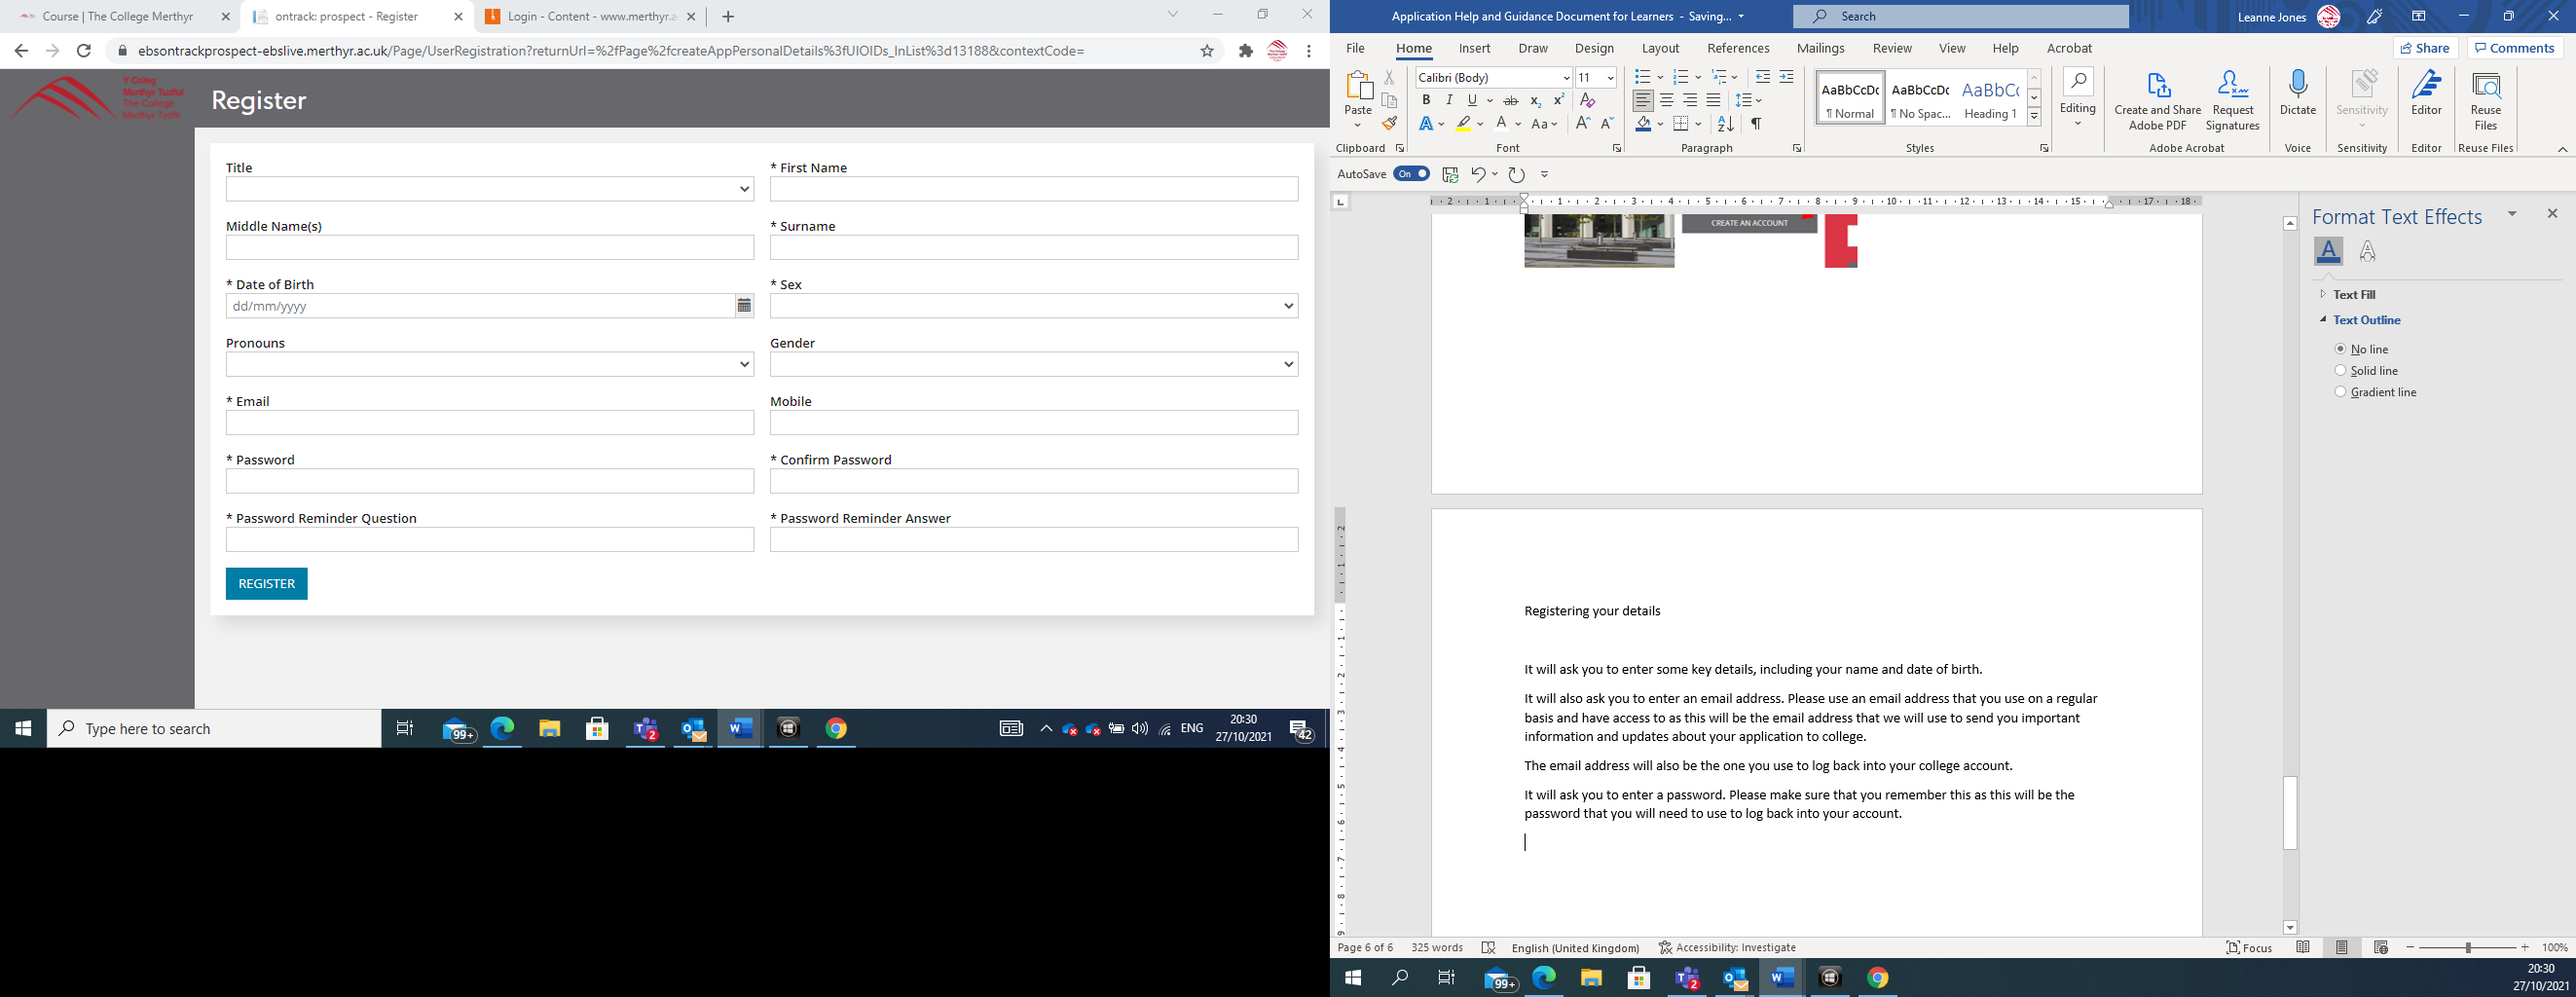 Course | The College Merthyr
ontrack: prospect - Register
Login - Content - www.merthyr.a
ebsontrackprospect-ebslive.merthyr.ac.uk/Page/UserRegistration?returnUrl=%2fPage%2fcreateAppPersonalDetails%3fUIOIDs_InList%3d13188&contextCode=
Y Coleg
Merthyr Tudful
The College
Merthyr Tydfil
Register
Title
* First Name
Middle Name(s)
* Surname
* Date of Birth
* Sex
dd/mm/yyyy
Pronouns
Gender
* Email
Mobile
* Password
* Confirm Password
* Password Reminder Question
* Password Reminder Answer
REGISTER
Type here to search
99+
2
ENG
20:30
27/10/2021
42
Application Help and Guidance Document for Learners - Saving...
Search
Leanne Jones
File Home Insert Draw Design Layout References Mailings Review View Help Acrobat
Share
Comments
Paste
Clipboard
Calibri (Body)
11
Font
Paragraph
AaBbCcDc
¶ Normal
AaBbCcDc
¶ No Spac...
AaBbC
Heading 1
Styles
Editing
Create and Share
Adobe PDF
Request
Signatures
Adobe Acrobat
Dictate
Voice
Sensitivity
Sensitivity
Editor
Editor
Reuse
Files
Reuse Files
AutoSave On
CREATE AN ACCOUNT
Format Text Effects
Text Fill
Text Outline
No line
Solid line
Gradient line
Registering your details
It will ask you to enter some key details, including your name and date of birth.
It will also ask you to enter an email address. Please use an email address that you use on a regular
basis and have access to as this will be the email address that we will use to send you important
information and updates about your application to college.
The email address will also be the one you use to log back into your college account.
It will ask you to enter a password. Please make sure that you remember this as this will be the
password that you will need to use to log back into your account.
Page 6 of 6
325 words
English (United Kingdom)
Accessibility: Investigate
Focus
100%
99+
2
20:30
27/10/2021